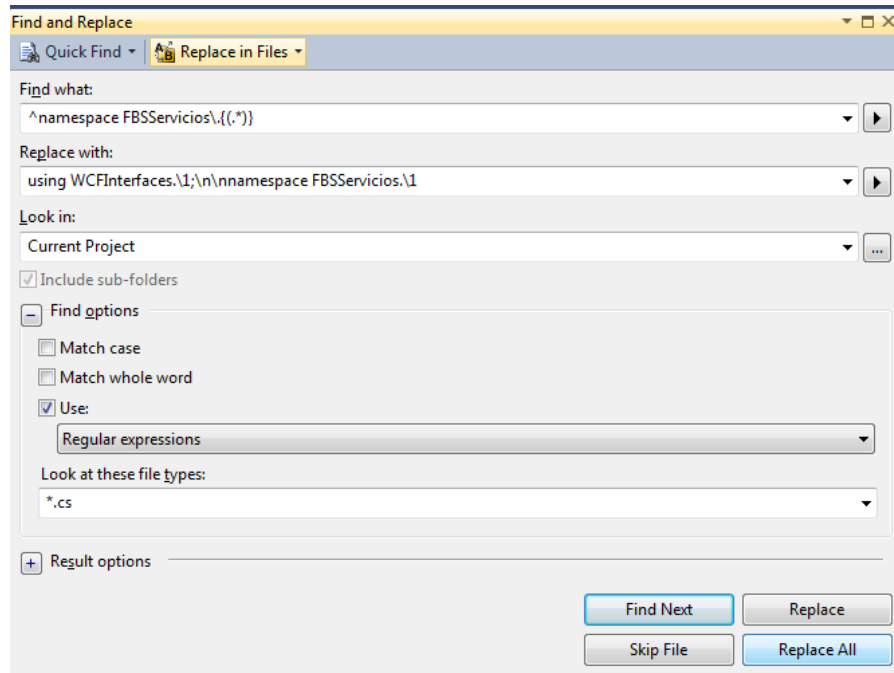 Find and Replace
Quick Find Replace in Files
Find what:
^namespace FBSServicios\.{(.*)}
Replace with:
using WCFInterfaces.\1;\n\nnamespace FBSServicios.\1
Look in:
Current Project
...
Include sub-folders
Find options
Match case
Match whole word
Use:
Regular expressions
Look at these file types:
*.cs
Result options
Find Next Replace
Skip File Replace All